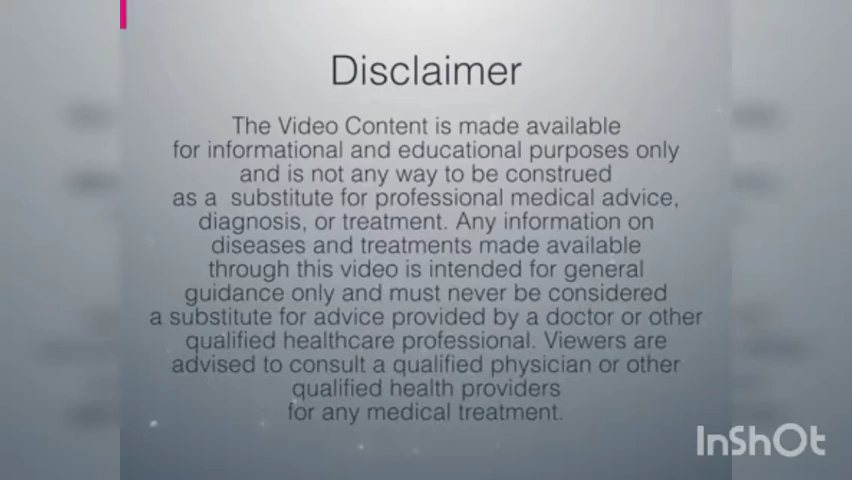 Disclaimer
The Video Content is made available
for informational and educational purposes only
and is not any way to be construed
as a substitute for professional medical advice,
diagnosis, or treatment. Any information on
diseases and treatments made available
through this video is intended for general
guidance only and must never be considered
a substitute for advice provided by a doctor or other
qualified healthcare professional. Viewers are
advised to consult a qualified physician or other
qualified health providers
for any medical treatment.
InShOt